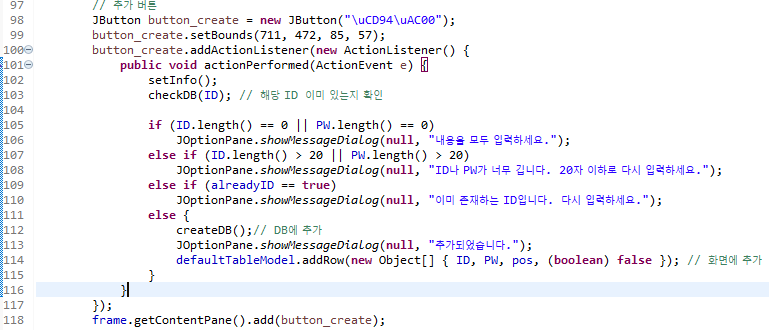 97 // 추가 버튼
98 JButton button_create = new JButton("\uCD94\uAC00");
99 button_create.setBounds(711, 472, 85, 57);
100 button_create.addActionListener(new ActionListener() {
101 public void actionPerformed(ActionEvent e) {
102 setInfo();
103 checkDB(ID); // 해당 ID 이미 있는지 확인
104
105 if (ID.length() == 0 || PW.length() == 0)
106 JOptionPane.showMessageDialog(null, "내용을 모두 입력하세요.");
107 else if (ID.length() > 20 || PW.length() > 20)
108 JOptionPane.showMessageDialog(null, "ID나 PW가 너무 깁니다. 20자 이하로 다시 입력하세요.");
109 else if (alreadyID == true)
110 JOptionPane.showMessageDialog(null, "이미 존재하는 ID입니다. 다시 입력하세요.");
111 else {
112 createDB();// DB에 추가
113 JOptionPane.showMessageDialog(null, "추가되었습니다.");
114 defaultTableModel.addRow(new Object[] { ID, PW, pos, (boolean) false }); // 화면에 추가
115 }
116 }
117 });
118 frame.getContentPane().add(button_create);